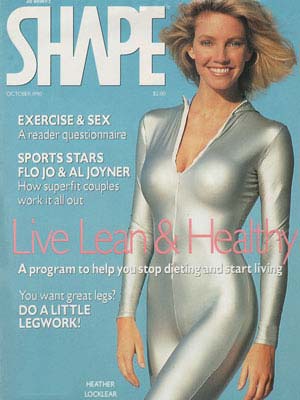 SHAPE
OCTOBER 1990
$2.50
EXERCISE & SEX
A reader questionnaire
SPORTS STARS
FLO JO & AL JOYNER
How superfit couples
work it all out
Live Lean & Healthy
A program to help you stop dieting and start living
You want great legs?
DO A LITTLE
LEGWORK!
HEATHER
LOCKLEAR